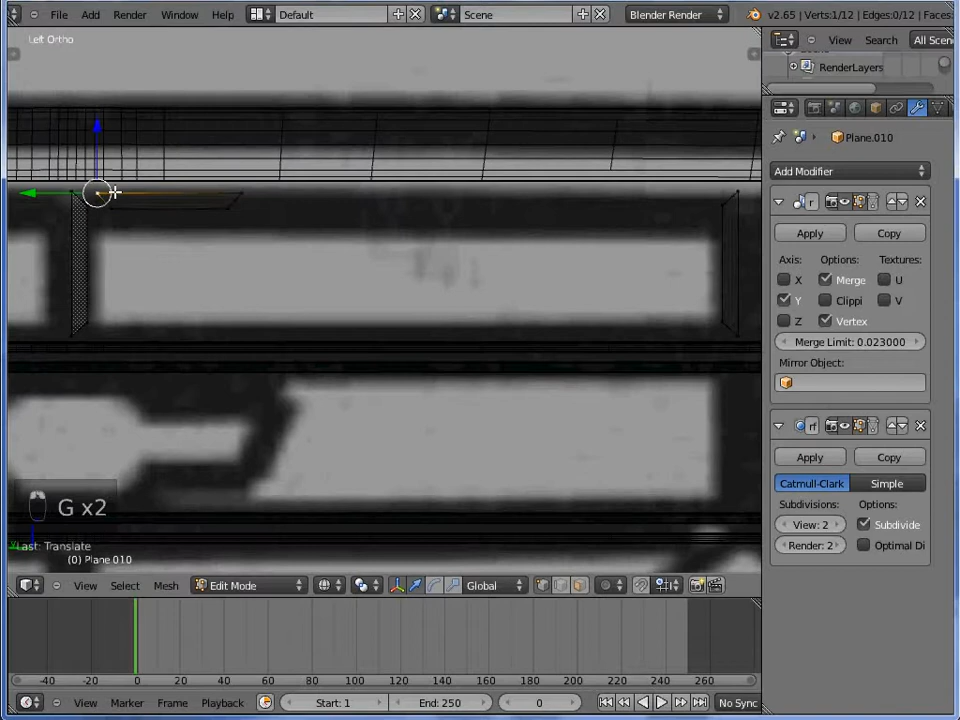 File Add Render Window Help Default Scene Blender Render v2.65 | Verts:1/12 | Edges:0/12 | Faces:
Left Ortho
View Search All Scen
RenderLayers
Plane.010
Add Modifier
Apply Copy
Axis: Options: Textures:
X Merge U
Y Clippi V
Z Vertex
Merge Limit: 0.023000
Mirror Object:
rf
Apply Copy
Catmull-Clark Simple
Subdivisions: Options:
View: 2 Subdivide
Render: 2 Optimal Di
G x2
Last: Translate
(0) Plane 010
View Select Mesh Edit Mode Global
-40 -20 0 20 40 60 80 100 120 140 160 180 200 220 240 260
View Marker Frame Playback Start: 1 End: 250 0 No Sync